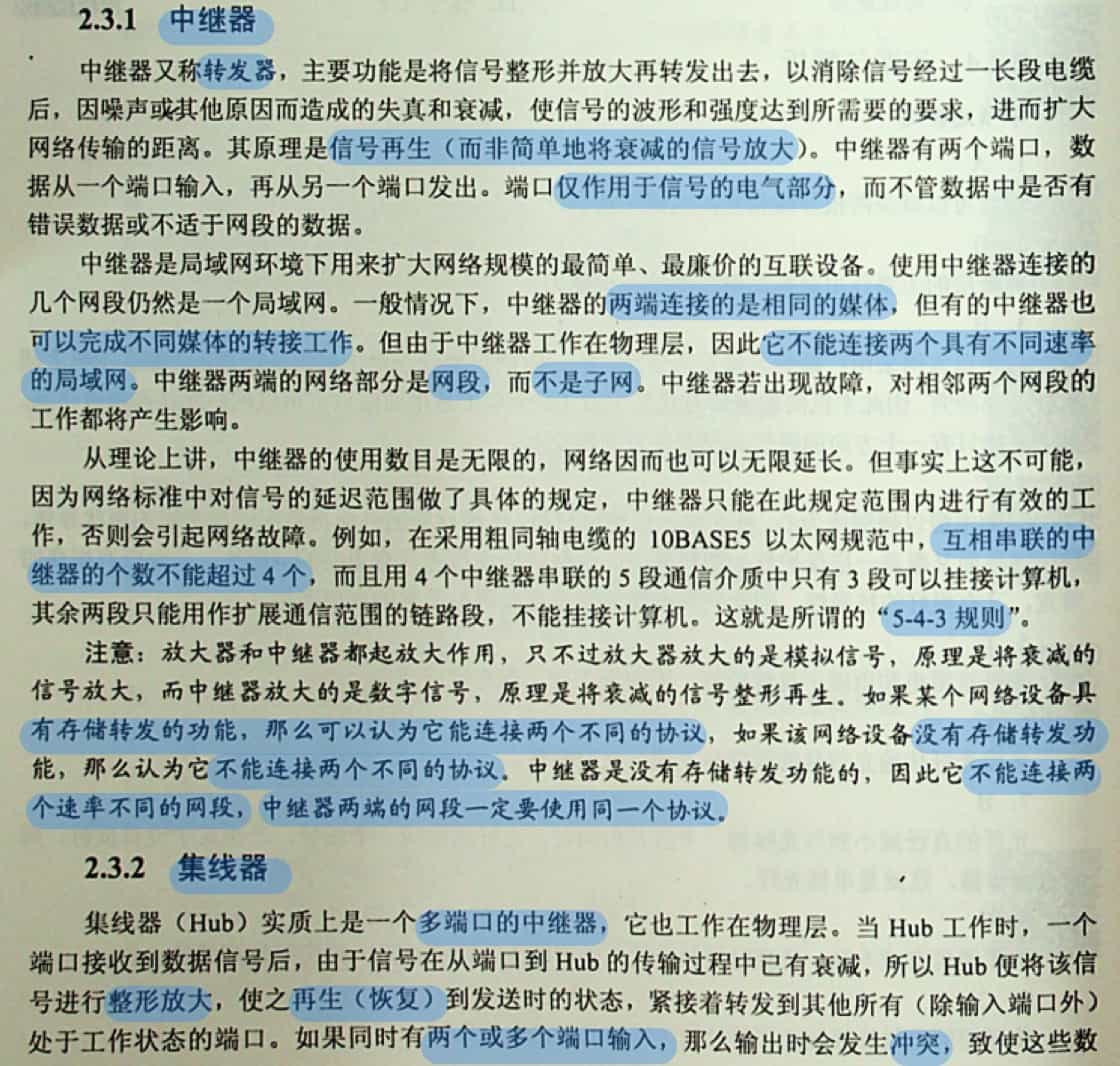 2.3.1 中继器
中继器又称转发器，主要功能是将信号整形并放大再转发出去，以消除信号经过一长段电缆
后，因噪声或其他原因而造成的失真和衰减，使信号的波形和强度达到所需要的要求，进而扩大
网络传输的距离。其原理是信号再生（而非简单地将衰减的信号放大）。中继器有两个端口，数
据从一个端口输入，再从另一个端口发出。端口仅作用于信号的电气部分，而不管数据中是否有
错误数据或不适于网段的数据。
中继器是局域网环境下用来扩大网络规模的最简单、最廉价的互联设备。使用中继器连接的
几个网段仍然是一个局域网。一般情况下，中继器的两端连接的是相同的媒体，但有的中继器也
可以完成不同媒体的转接工作。但由于中继器工作在物理层，因此它不能连接两个具有不同速率
的局域网。中继器两端的网络部分是网段，而不是子网。中继器若出现故障，对相邻两个网段的
工作都将产生影响。
从理论上讲，中继器的使用数目是无限的，网络因而也可以无限延长。但事实上这不可能，
因为网络标准中对信号的延迟范围做了具体的规定，中继器只能在此规定范围内进行有效的工
作，否则会引起网络故障。例如，在采用粗同轴电缆的 10BASE5 以太网规范中，互相串联的中
继器的个数不能超过 4 个，而且用 4 个中继器串联的 5 段通信介质中只有 3 段可以挂接计算机，
其余两段只能用作扩展通信范围的链路段，不能挂接计算机。这就是所谓的“5-4-3 规则”。
注意：放大器和中继器都起放大作用，只不过放大器放大的是模拟信号，原理是将衰减的
信号放大，而中继器放大的是数字信号，原理是将衰减的信号整形再生。如果某个网络设备具
有存储转发的功能，那么可以认为它能连接两个不同的协议，如果该网络设备没有存储转发功
能，那么认为它不能连接两个不同的协议。中继器是没有存储转发功能的，因此它不能连接两
个速率不同的网段，中继器两端的网段一定要使用同一个协议。
2.3.2 集线器
集线器（Hub）实质上是一个多端口的中继器，它也工作在物理层。当 Hub 工作时，一个
端口接收到数据信号后，由于信号在从端口到 Hub 的传输过程中已有衰减，所以 Hub 便将该信
号进行整形放大，使之再生（恢复）到发送时的状态，紧接着转发到其他所有（除输入端口外）
处于工作状态的端口。如果同时有两个或多个端口输入，那么输出时会发生冲突，致使这些数